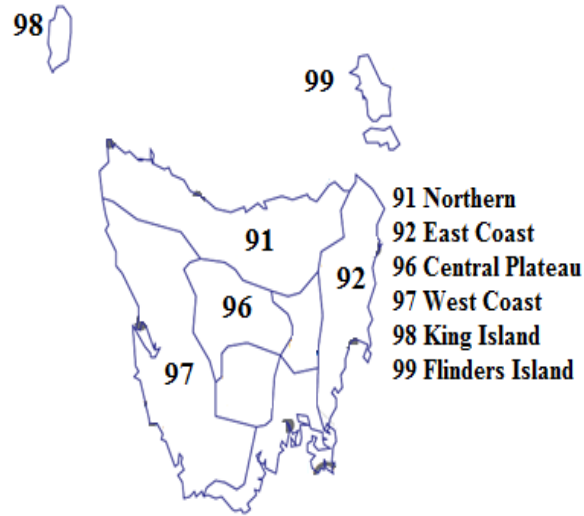 98
99
91 Northern
92 East Coast
96 Central Plateau
97 West Coast
98 King Island
99 Flinders Island
91
92
96
97